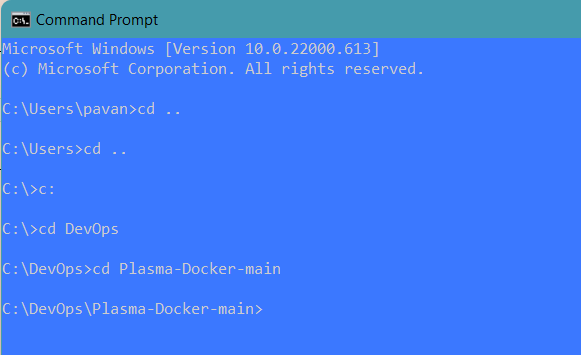 C:\. Command Prompt
Microsoft Windows [Version 10.0.22000.613]
(c) Microsoft Corporation. All rights reserved.
C:\Users\pavan>cd ..
C:\Users>cd ..
C:\>c:
C:\>cd DevOps
C:\DevOps>cd Plasma-Docker-main
C:\DevOps\Plasma-Docker-main>